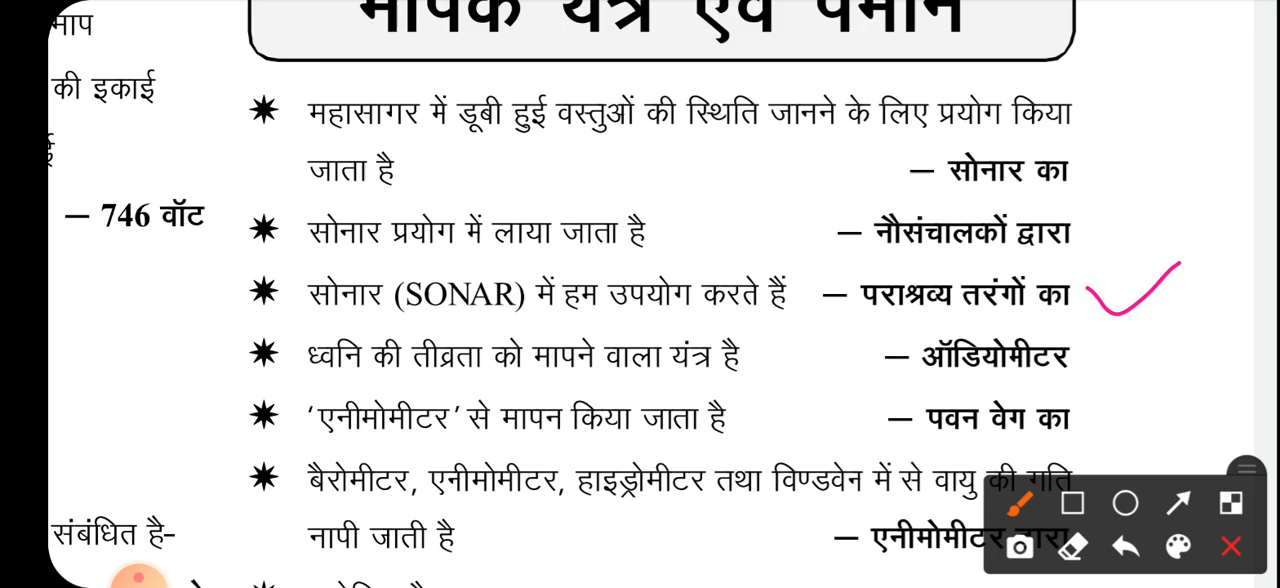 माप
की इकाई
– 746 वॉट
संबंधित है-
मापक यंत्र एवं पैमाने
महासागर में डूबी हुई वस्तुओं की स्थिति जानने के लिए प्रयोग किया
जाता है – सोनार का
सोनार प्रयोग में लाया जाता है – नौसंचालकों द्वारा
सोनार (SONAR) में हम उपयोग करते हैं – पराश्रव्य तरंगों का
ध्वनि की तीव्रता को मापने वाला यंत्र है – ऑडियोमीटर
‘एनीमोमीटर’ से मापन किया जाता है – पवन वेग का
बैरोमीटर, एनीमोमीटर, हाइड्रोमीटर तथा विण्डवेन में से वायु की गति
नापी जाती है – एनीमोमीटर द्वारा